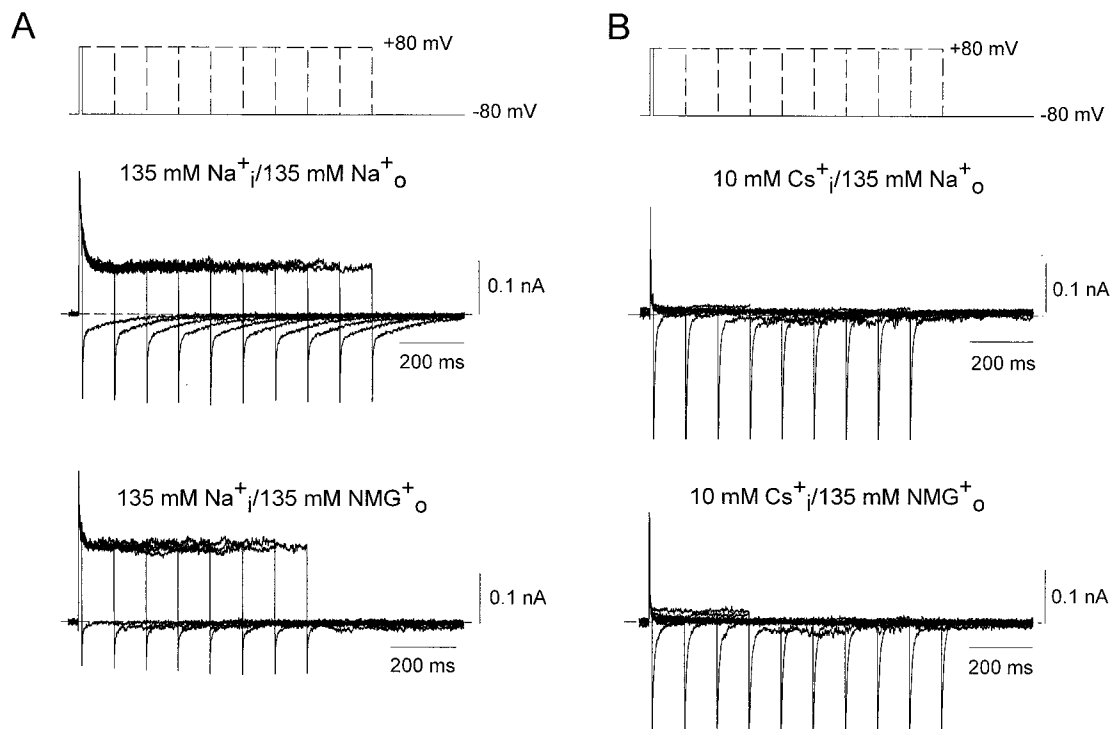 A
+80 mV
-80 mV
135 mM Na+i/135 mM Na+o
0.1 nA
200 ms
135 mM Na+i/135 mM NMG+o
0.1 nA
200 ms
B
+80 mV
-80 mV
10 mM Cs+i/135 mM Na+o
0.1 nA
200 ms
10 mM Cs+i/135 mM NMG+o
0.1 nA
200 ms